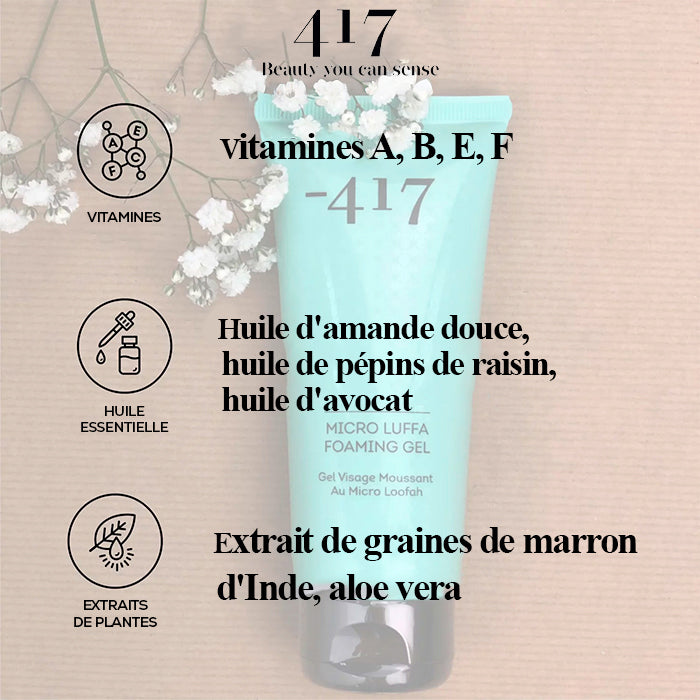 417
Beauty you can sense
A E C F
VITAMINES
Vitamines A, B, E, F
-417
HUILE
ESSENTIELLE
Huile d'amande douce,
huile de pépins de raisin,
huile d'avocat
MICRO LUFFA
FOAMING GEL
Gel Visage Moussant
Au Micro Loofah
EXTRAITS
DE PLANTES
Extrait de graines de marron
d'Inde, aloe vera